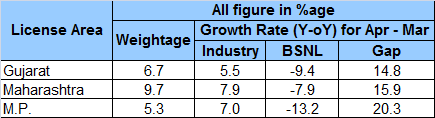 License Area All figure in %age
Weightage Growth Rate (Y-oY) for Apr - Mar
Industry BSNL Gap
Gujarat 6.7 5.5 -9.4 14.8
Maharashtra 9.7 7.9 -7.9 15.9
M.P. 5.3 7.0 -13.2 20.3